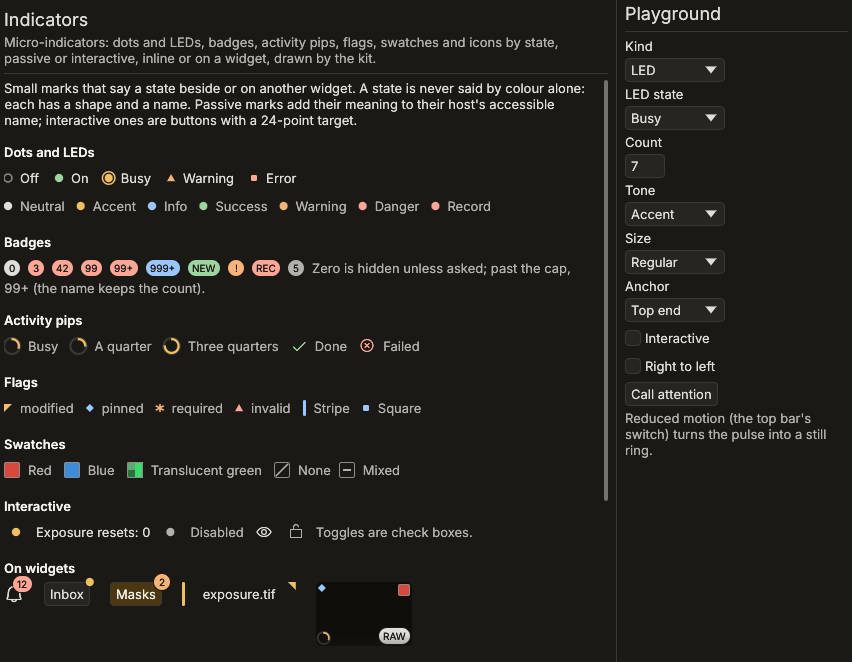 Indicators
Micro-indicators: dots and LEDs, badges, activity pips, flags, swatches and icons by state,
passive or interactive, inline or on a widget, drawn by the kit.
Small marks that say a state beside or on another widget. A state is never said by colour alone:
each has a shape and a name. Passive marks add their meaning to their host's accessible
name; interactive ones are buttons with a 24-point target.
Dots and LEDs
Off On Busy Warning Error
Neutral Accent Info Success Warning Danger Record
Badges
0 3 42 99 99+ 999+ NEW ! REC 5 Zero is hidden unless asked; past the cap,
99+ (the name keeps the count).
Activity pips
Busy A quarter Three quarters Done Failed
Flags
modified pinned required invalid Stripe Square
Swatches
Red Blue Translucent green None Mixed
Interactive
Exposure resets: 0 Disabled Toggles are check boxes.
On widgets
12 Inbox Masks 2 exposure.tif RAW
Playground
Kind
LED
LED state
Busy
Count
7
Tone
Accent
Size
Regular
Anchor
Top end
Interactive
Right to left
Call attention
Reduced motion (the top bar's
switch) turns the pulse into a still
ring.